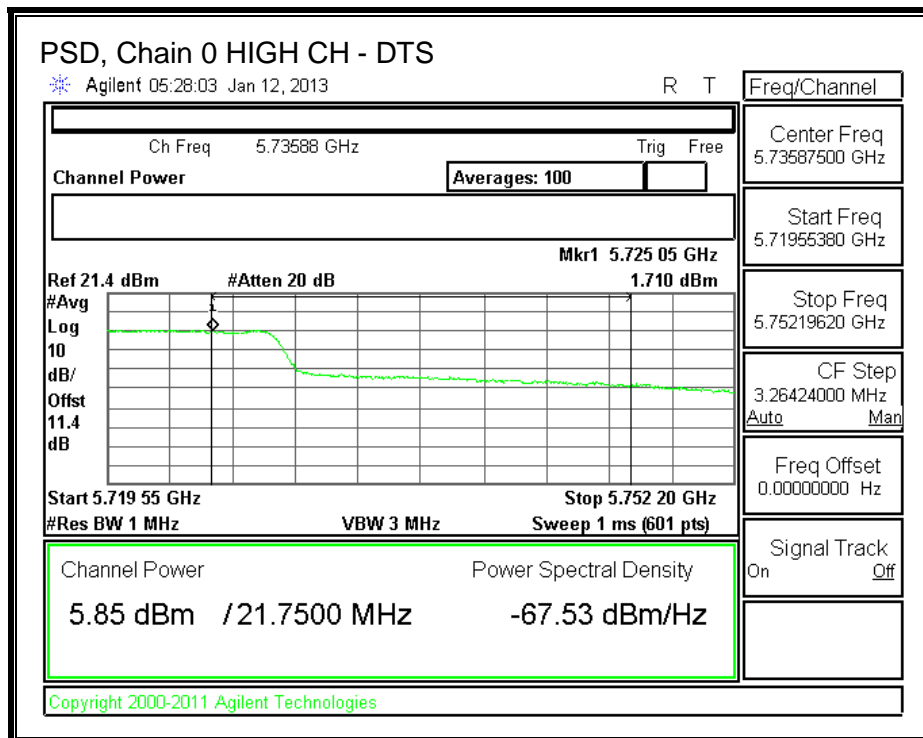 PSD, Chain 0 HIGH CH - DTS
Agilent 05:28:03 Jan 12, 2013 R T
Freq/Channel
Ch Freq 5.73588 GHz Trig Free
Channel Power Averages: 100
Mkr1 5.725 05 GHz
Ref 21.4 dBm #Atten 20 dB 1.710 dBm
#Avg
Log
10
dB/
Offst
11.4
dB
1
Start 5.719 55 GHz Stop 5.752 20 GHz
#Res BW 1 MHz VBW 3 MHz Sweep 1 ms (601 pts)
Channel Power Power Spectral Density
5.85 dBm / 21.7500 MHz -67.53 dBm/Hz
Center Freq
5.73587500 GHz
Start Freq
5.71955380 GHz
Stop Freq
5.75219620 GHz
CF Step
3.26424000 MHz
Auto Man
Freq Offset
0.00000000 Hz
Signal Track
On Off
Copyright 2000-2011 Agilent Technologies